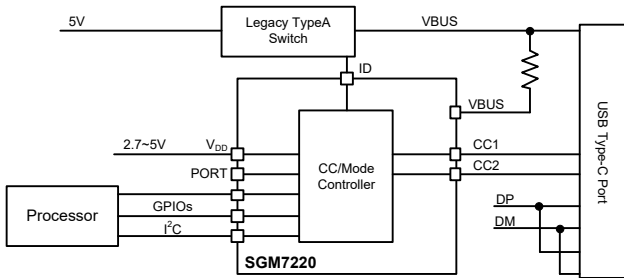 5V
Legacy TypeA
Switch
VBUS
ID
VBUS
2.7~5V
V_DD
PORT
CC/Mode
Controller
CC1
CC2
USB Type-C Port
Processor
GPIOs
I²C
SGM7220
DP
DM